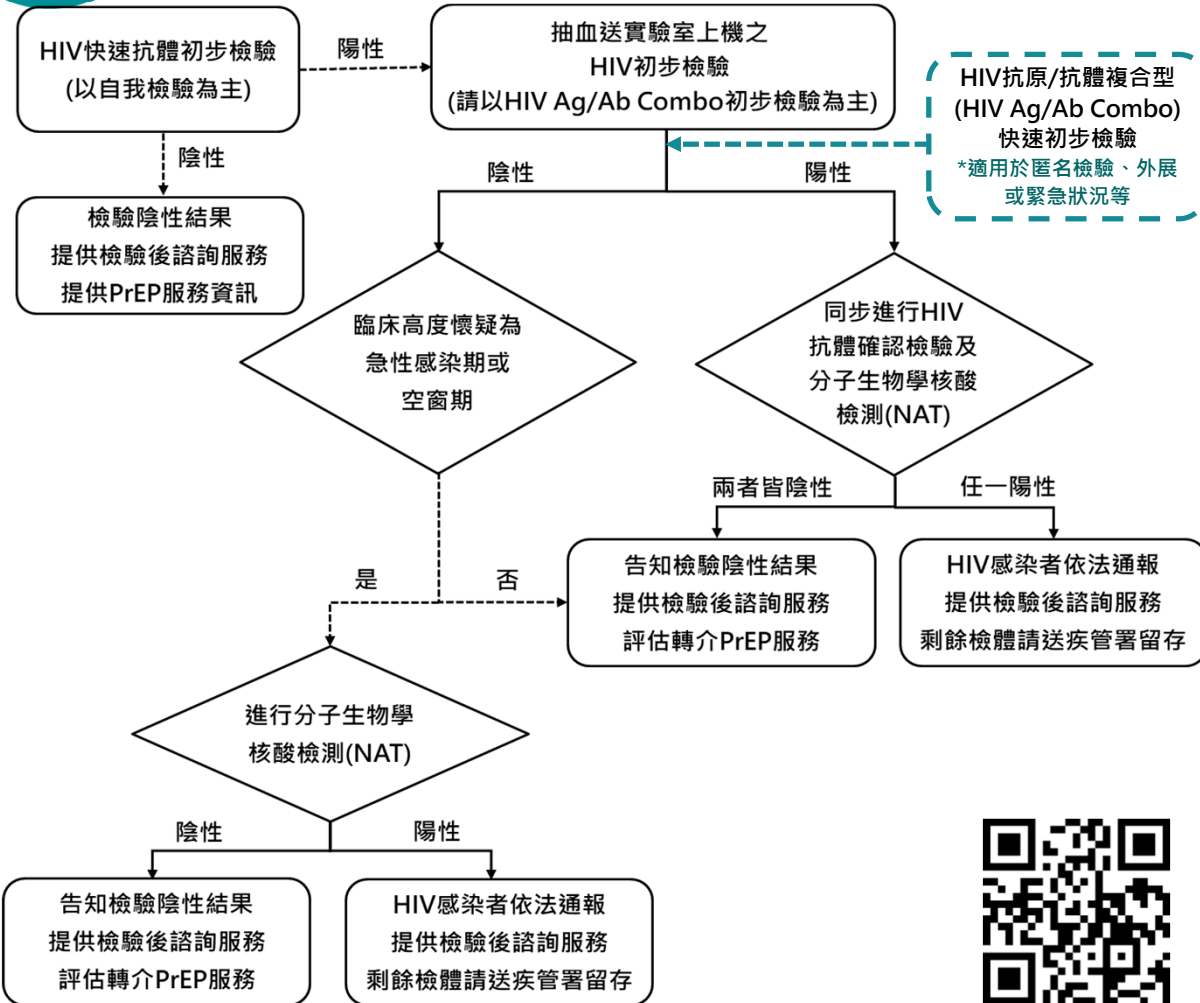 HIV快速抗體初步檢驗
(以自我檢驗為主)
陽性
抽血送實驗室上機之
HIV初步檢驗
(請以HIV Ag/Ab Combo初步檢驗為主)
HIV抗原/抗體複合型
(HIV Ag/Ab Combo)
快速初步檢驗
*適用於匿名檢驗、外展
或緊急狀況等
陰性
檢驗陰性結果
提供檢驗後諮詢服務
提供PrEP服務資訊
陰性
陽性
臨床高度懷疑為
急性感染期或
空窗期
同步進行HIV
抗體確認檢驗及
分子生物學核酸
檢測(NAT)
兩者皆陰性
任一陽性
告知檢驗陰性結果
提供檢驗後諮詢服務
評估轉介PrEP服務
HIV感染者依法通報
提供檢驗後諮詢服務
剩餘檢體請送疾管署留存
是
否
進行分子生物學
核酸檢測(NAT)
陰性
陽性
告知檢驗陰性結果
提供檢驗後諮詢服務
評估轉介PrEP服務
HIV感染者依法通報
提供檢驗後諮詢服務
剩餘檢體請送疾管署留存